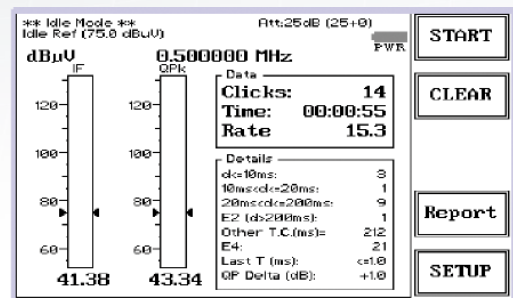 ** Idle Mode **
Att:25dB (25+0)
Idle Ref (75.0 dBuV)
PWR
dBµV
0.500000 MHz
IF
QPk
120
100
80
60
41.38
120
100
80
60
43.34
Data
Clicks: 14
Time: 00:00:55
Rate 15.3
Details
d<=10ms: 3
10ms<d<=20ms: 1
20ms<d<=200ms: 9
E2 (d>200ms): 1
Other T.C.(ms)= 212
E4: 21
Last T (ms): <=1.0
QP Delta (dB): +1.0
START
CLEAR
Report
SETUP